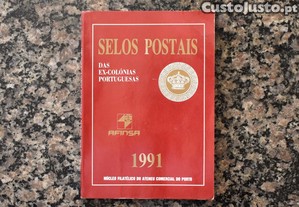 CustoJusto.pt
SELOS POSTAIS
DAS
EX-COLÓNIAS
PORTUGUESAS
AFINSA
1991
NÚCLEO FILATÉLICO DO ATENEU COMERCIAL DO PORTO